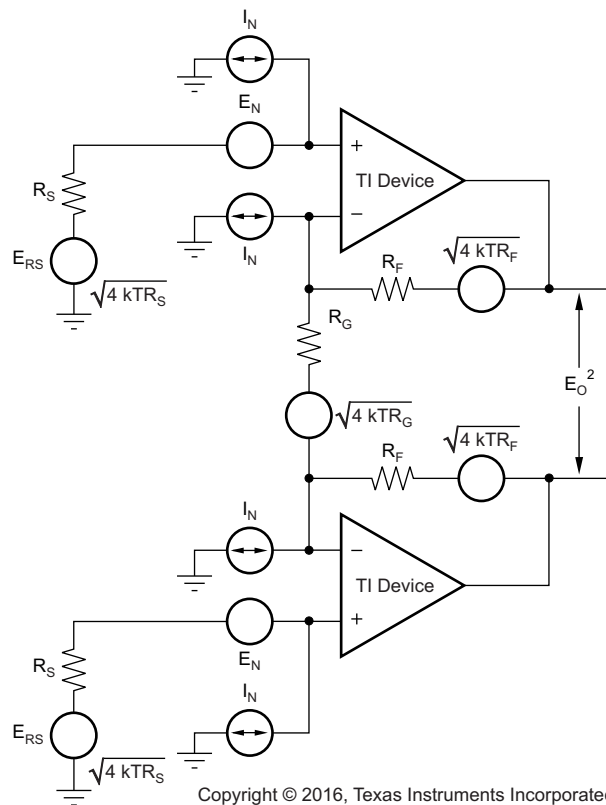 I_N
E_N
+
TI Device
R_S
−
I_N
E_RS
√4 kTR_S
R_F
√4 kTR_F
R_G
E_O^2
√4 kTR_G
R_F
√4 kTR_F
I_N
−
TI Device
E_N
+
R_S
I_N
E_RS
√4 kTR_S
Copyright © 2016, Texas Instruments Incorporated